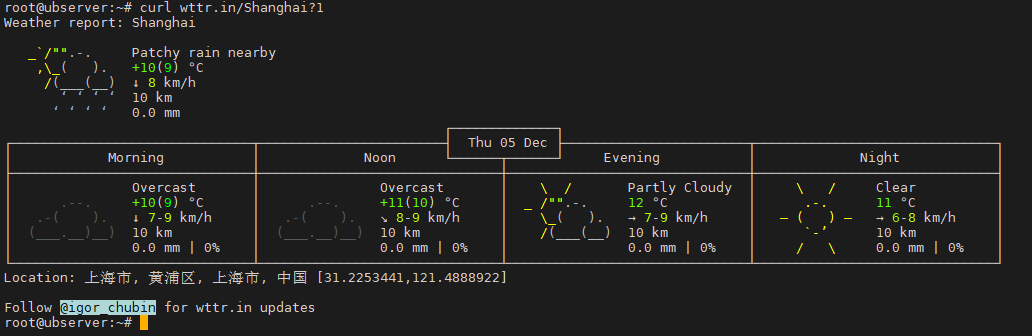 root@ubserver:~# curl wttr.in/Shanghai?1
Weather report: Shanghai
Patchy rain nearby
+10(9) °C
↓ 8 km/h
10 km
0.0 mm
Thu 05 Dec
Morning Noon Evening Night
Overcast Overcast Partly Cloudy Clear
+10(9) °C +11(10) °C 12 °C 11 °C
↓ 7-9 km/h ↘ 8-9 km/h → 7-9 km/h → 6-8 km/h
10 km 10 km 10 km 10 km
0.0 mm | 0% 0.0 mm | 0% 0.0 mm | 0% 0.0 mm | 0%
Location: 上海市, 黄浦区, 上海市, 中国 [31.2253441,121.4888922]
Follow @igor_chubin for wttr.in updates
root@ubserver:~#